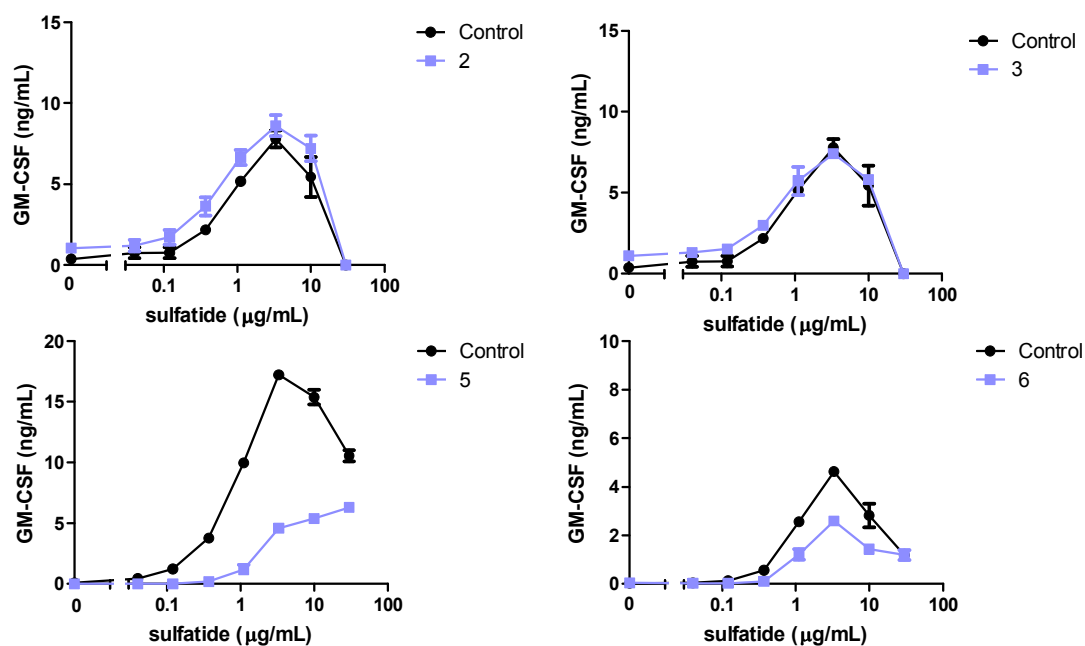 15
10
5
0
GM-CSF (ng/mL)
0 0.1 1 10 100
sulfatide (µg/mL)
Control
2
15
10
5
0
GM-CSF (ng/mL)
0 0.1 1 10 100
sulfatide (µg/mL)
Control
3
20
15
10
5
0
GM-CSF (ng/mL)
0 0.1 1 10 100
sulfatide (µg/mL)
Control
5
10
8
6
4
2
0
GM-CSF (ng/mL)
0 0.1 1 10 100
sulfatide (µg/mL)
Control
6